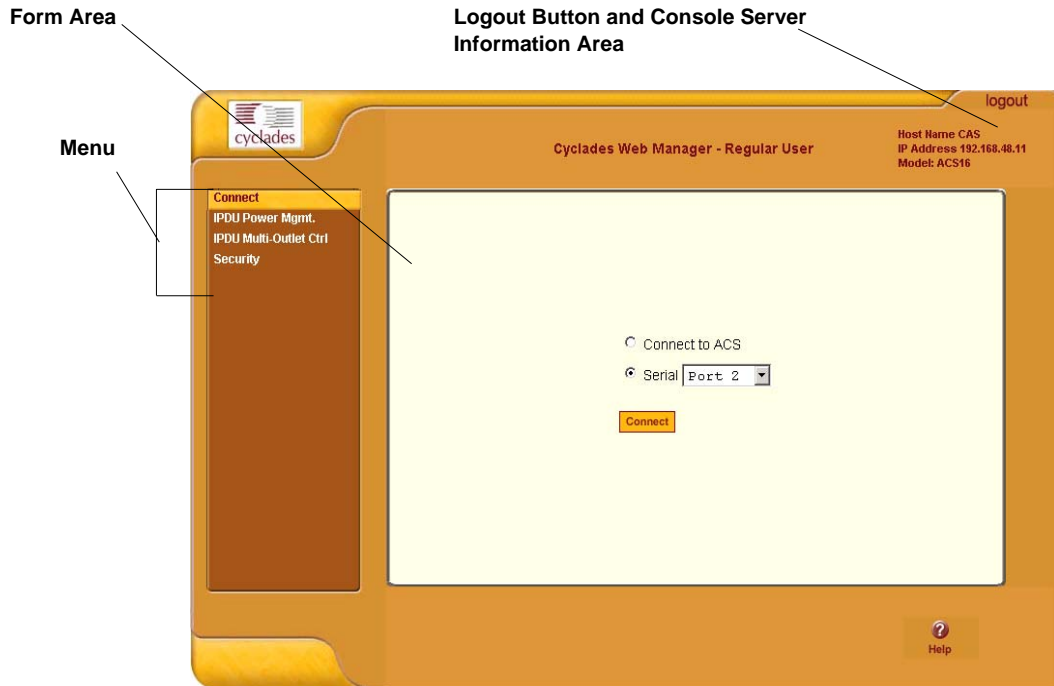 Form Area
Logout Button and Console Server
Information Area
Menu
cyclades
logout
Cyclades Web Manager - Regular User
Host Name CAS
IP Address 192.168.48.11
Model: ACS16
Connect
IPDU Power Mgmt.
IPDU Multi-Outlet Ctrl
Security
Connect to ACS
Serial Port 2
Connect
?
Help